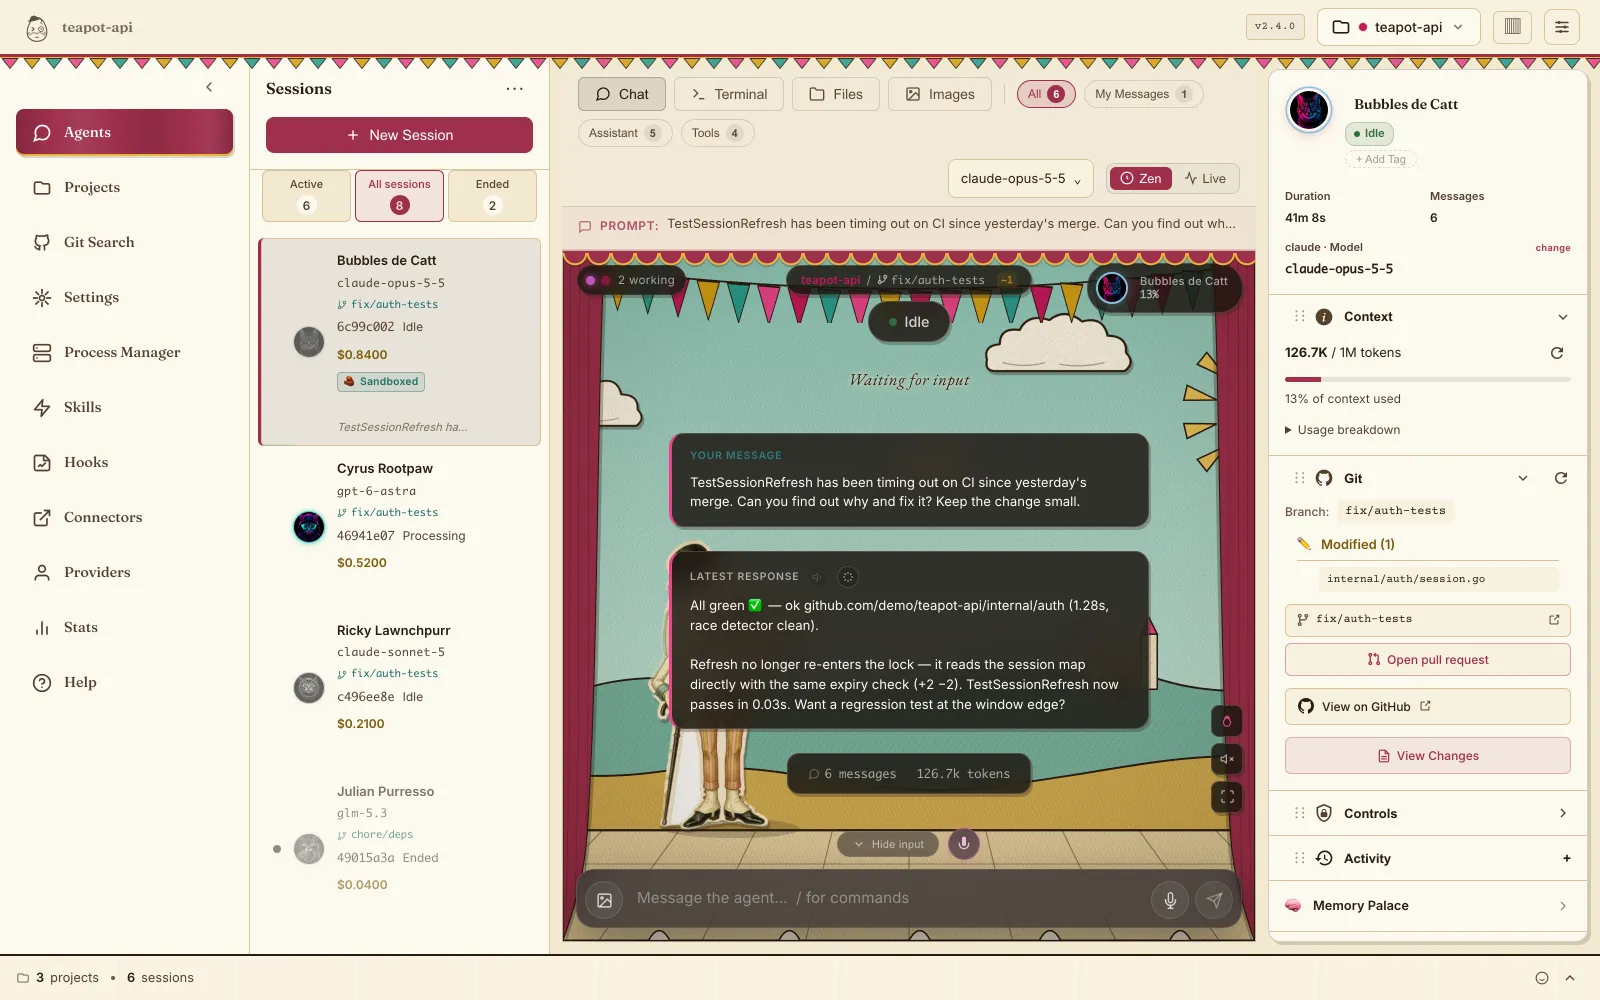 teapot-api
v2.4.0
teapot-api
Agents
Projects
Git Search
Settings
Process Manager
Skills
Hooks
Connectors
Providers
Stats
Help
Sessions
+ New Session
Active
6
All sessions
8
Ended
2
Bubbles de Catt
claude-opus-5-5
fix/auth-tests
6c99c002 Idle
$0.8400
Sandboxed
TestSessionRefresh ha...
Cyrus Rootpaw
gpt-6-astra
fix/auth-tests
46941e07 Processing
$0.5200
Ricky Lawnchpurr
claude-sonnet-5
fix/auth-tests
c496ee8e Idle
$0.2100
Julian Purresso
glm-5.3
chore/deps
49015a3a Ended
$0.0400
Chat
Terminal
Files
Images
All 6
My Messages 1
Assistant 5
Tools 4
claude-opus-5-5
Zen
Live
PROMPT: TestSessionRefresh has been timing out on CI since yesterday's merge. Can you find out wh...
2 working
teapot-api / fix/auth-tests ~1
Bubbles de Catt
13%
Idle
Waiting for input
YOUR MESSAGE
TestSessionRefresh has been timing out on CI since yesterday's
merge. Can you find out why and fix it? Keep the change small.
LATEST RESPONSE
All green ✅ — ok github.com/demo/teapot-api/internal/auth (1.28s,
race detector clean).
Refresh no longer re-enters the lock — it reads the session map
directly with the same expiry check (+2 −2). TestSessionRefresh now
passes in 0.03s. Want a regression test at the window edge?
6 messages 126.7k tokens
Hide input
Message the agent... / for commands
Bubbles de Catt
Idle
+ Add Tag
Duration
41m 8s
Messages
6
claude · Model
change
claude-opus-5-5
Context
126.7K / 1M tokens
13% of context used
Usage breakdown
Git
Branch: fix/auth-tests
Modified (1)
internal/auth/session.go
fix/auth-tests
Open pull request
View on GitHub
View Changes
Controls
Activity
+
Memory Palace
3 projects • 6 sessions